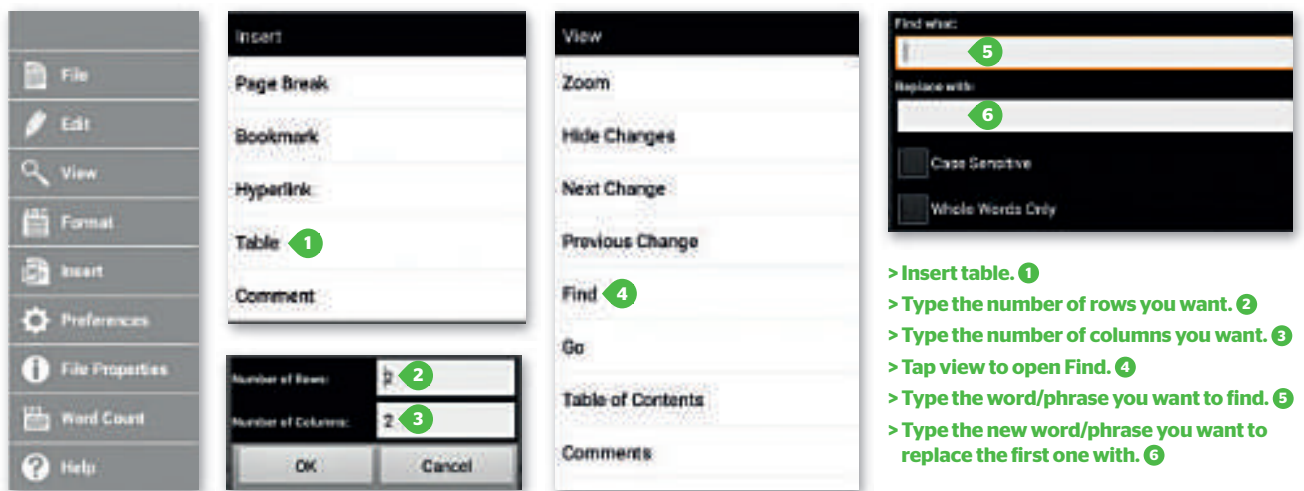 File
Edit
View
Format
Insert
Preferences
File Properties
Word Count
Help
Insert
Page Break
Bookmark
Hyperlink
Table 1
Comment
Number of Rows: 2
Number of Columns: 2 3
OK Cancel
View
Zoom
Hide Changes
Next Change
Previous Change
Find 4
Go
Table of Contents
Comments
Find what:
5
Replace with:
6
Case Sensitive
Whole Words Only
> Insert table. 1
> Type the number of rows you want. 2
> Type the number of columns you want. 3
> Tap view to open Find. 4
> Type the word/phrase you want to find. 5
> Type the new word/phrase you want to
replace the first one with. 6